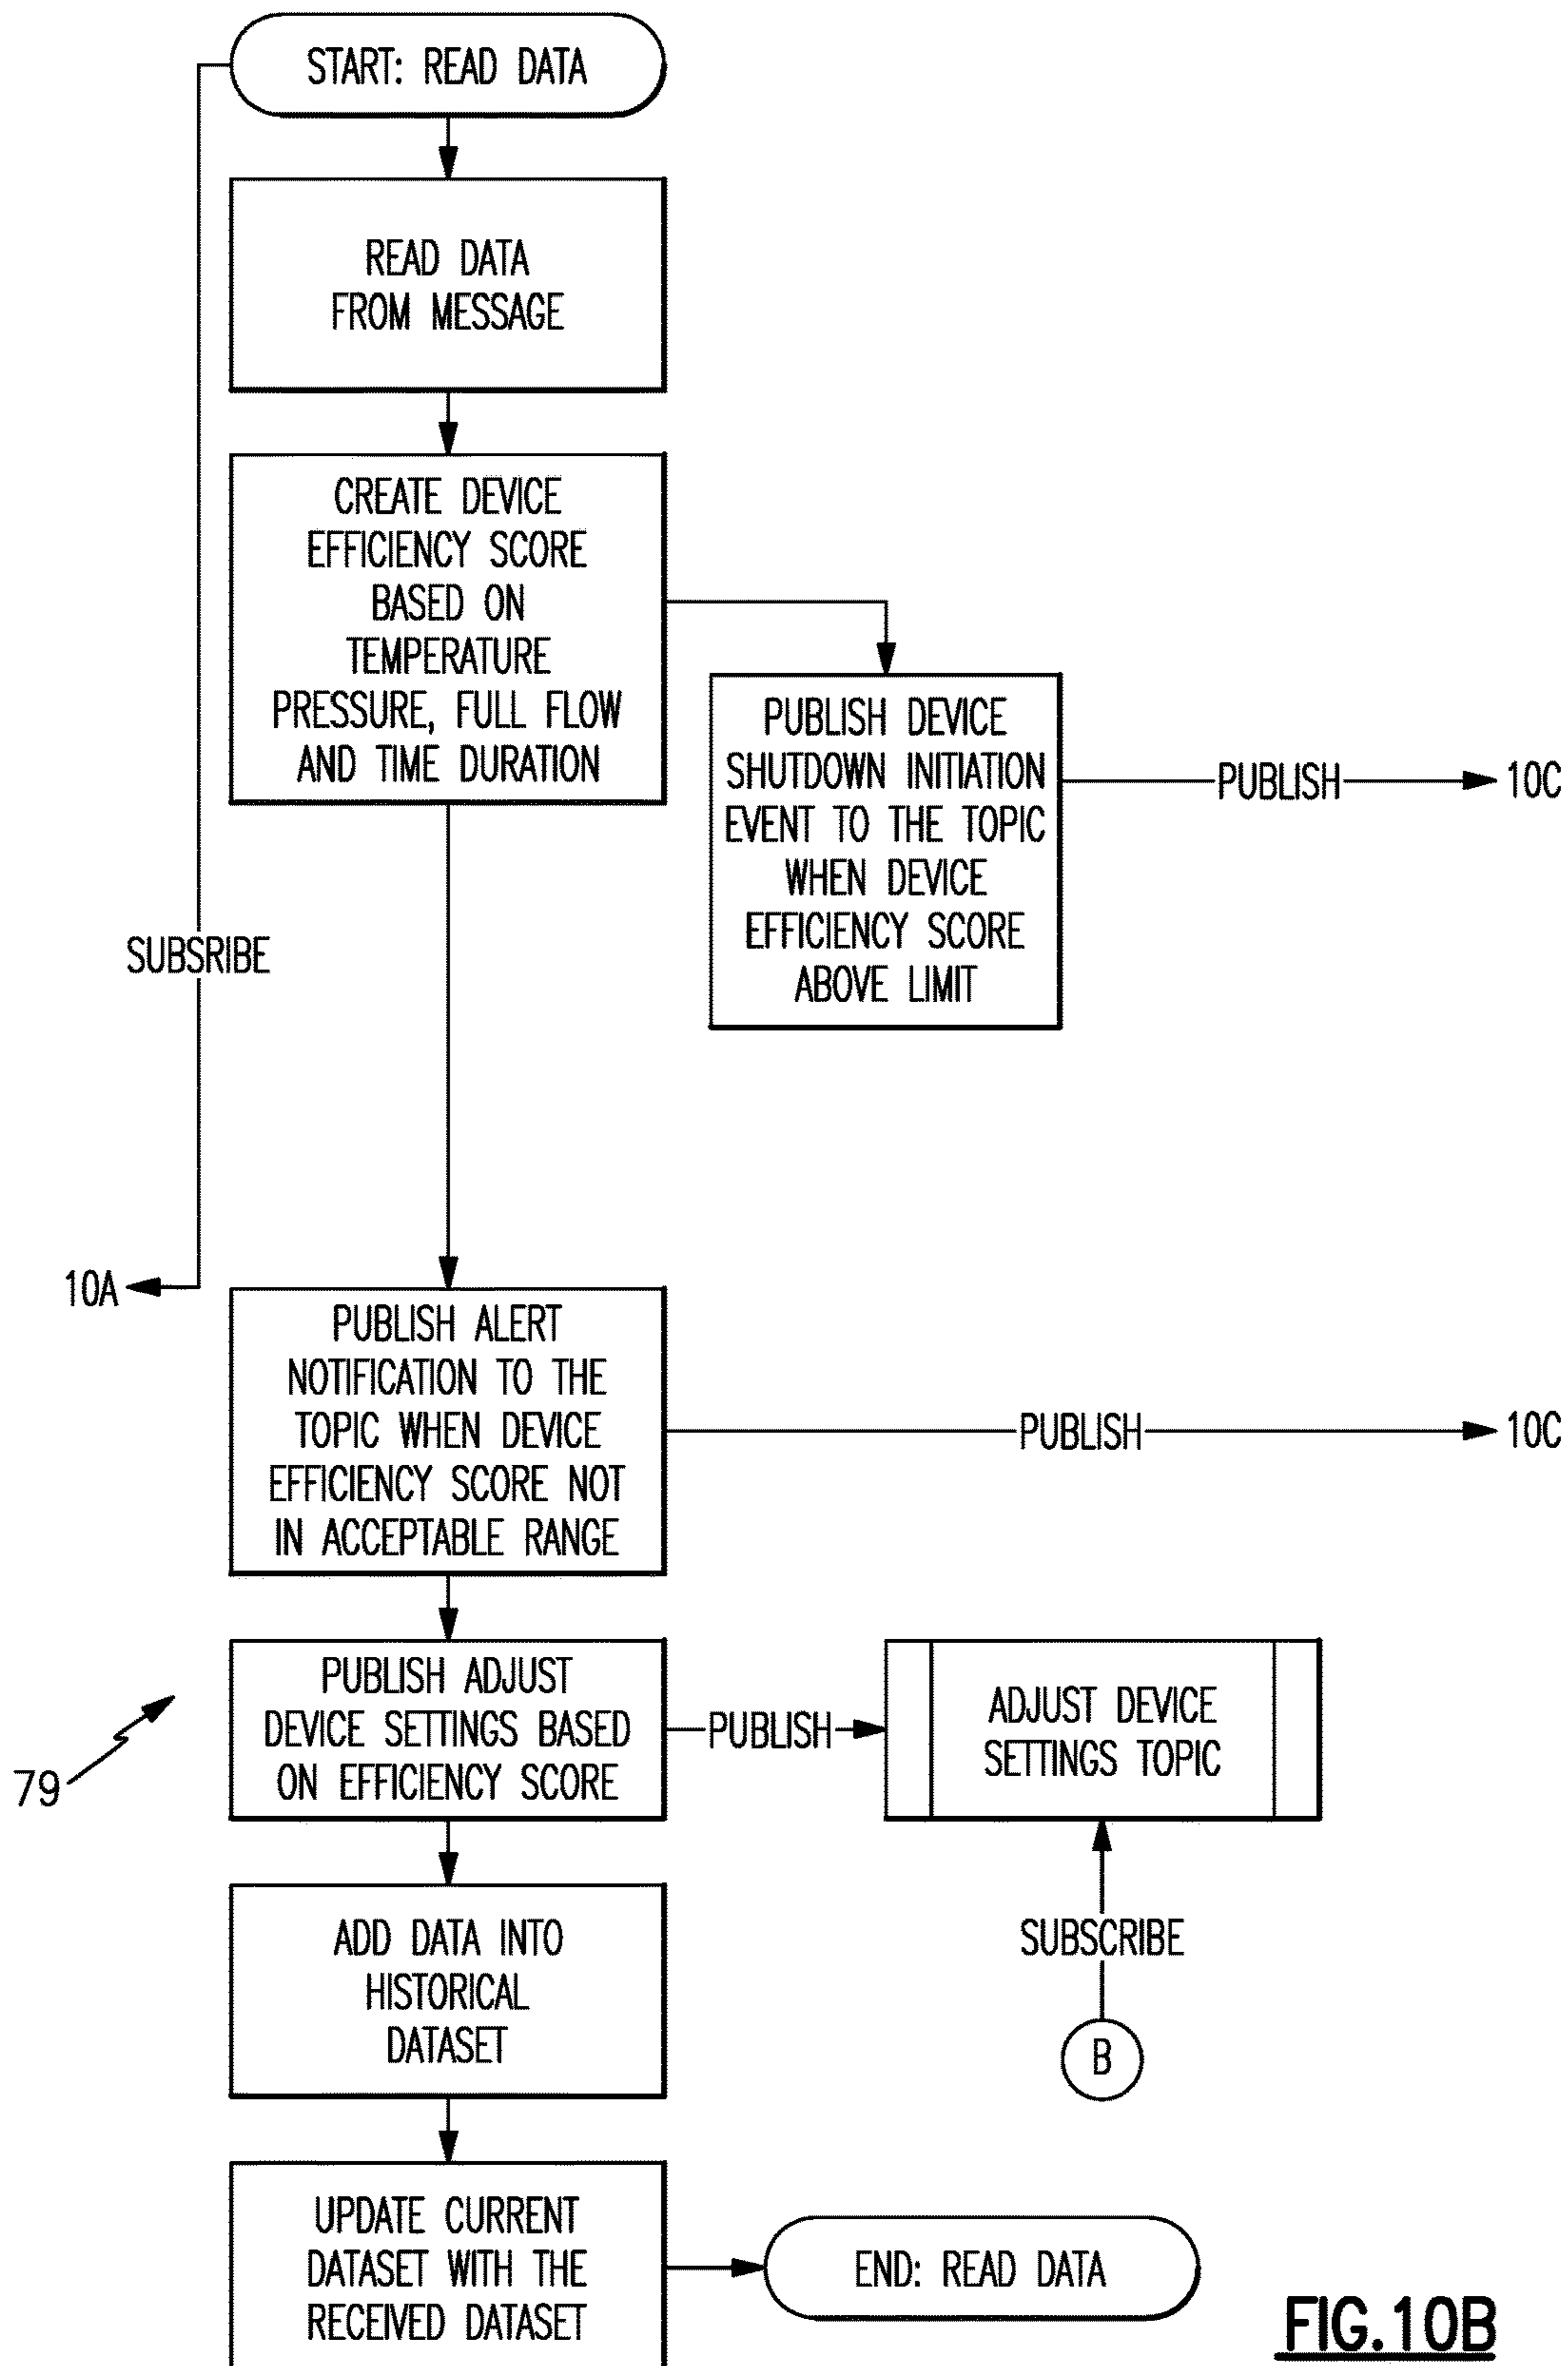 START: READ DATA
READ DATA
FROM MESSAGE
CREATE DEVICE
EFFICIENCY SCORE
BASED ON
TEMPERATURE
PRESSURE, FULL FLOW
AND TIME DURATION
PUBLISH DEVICE
SHUTDOWN INITIATION
EVENT TO THE TOPIC
WHEN DEVICE
EFFICIENCY SCORE
ABOVE LIMIT
PUBLISH
10C
SUBSRIBE
10A
PUBLISH ALERT
NOTIFICATION TO THE
TOPIC WHEN DEVICE
EFFICIENCY SCORE NOT
IN ACCEPTABLE RANGE
PUBLISH
10C
79
PUBLISH ADJUST
DEVICE SETTINGS BASED
ON EFFICIENCY SCORE
PUBLISH
ADJUST DEVICE
SETTINGS TOPIC
SUBSCRIBE
B
ADD DATA INTO
HISTORICAL
DATASET
UPDATE CURRENT
DATASET WITH THE
RECEIVED DATASET
END: READ DATA
FIG.10B